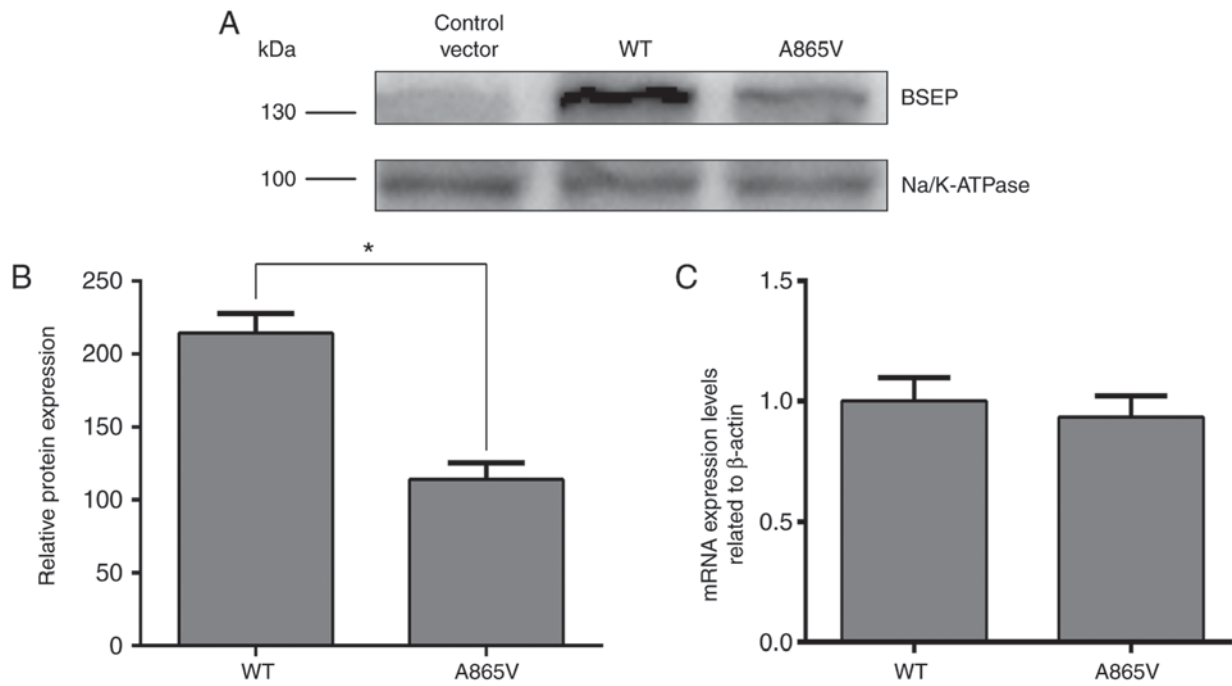 A
kDa
Control
vector
WT
A865V
130
BSEP
100
Na/K-ATPase
B
*
Relative protein expression
250
200
150
100
50
0
WT
A865V
C
mRNA expression levels
related to β-actin
1.5
1.0
0.5
0.0
WT
A865V